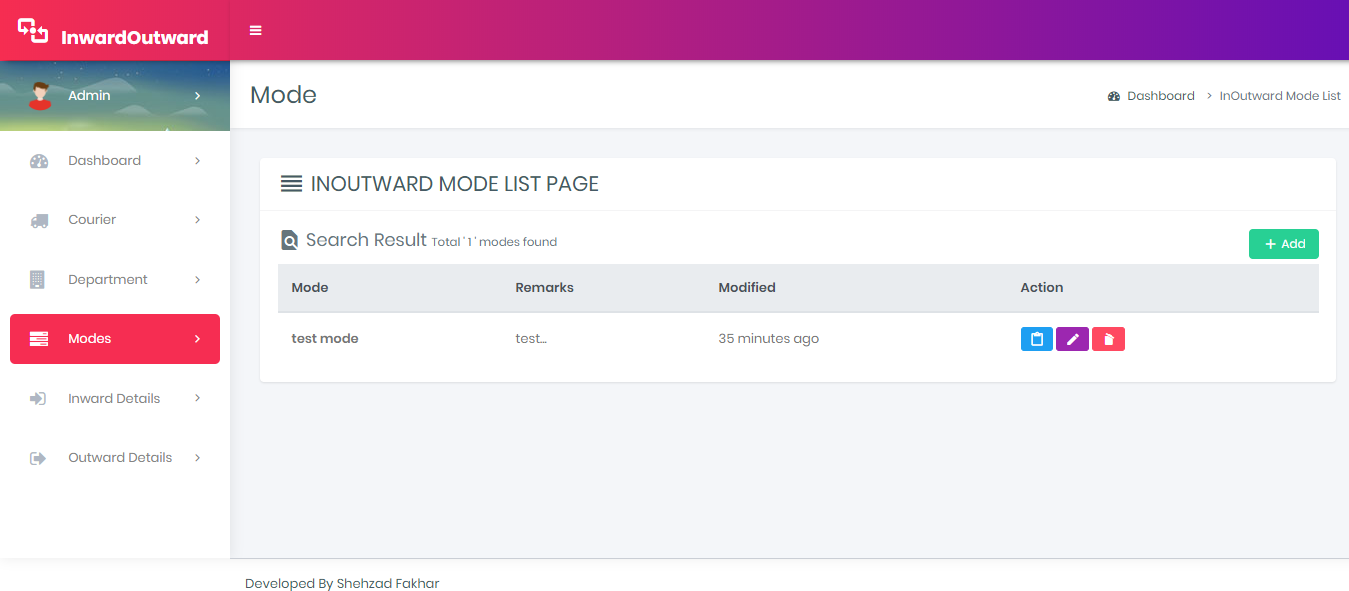 InwardOutward
Admin
Mode
Dashboard > InOutward Mode List
Dashboard
Courier
Department
Modes
Inward Details
Outward Details
INOUTWARD MODE LIST PAGE
Search Result Total ' 1 ' modes found
+ Add
Mode Remarks Modified Action
test mode test... 35 minutes ago
Developed By Shehzad Fakhar